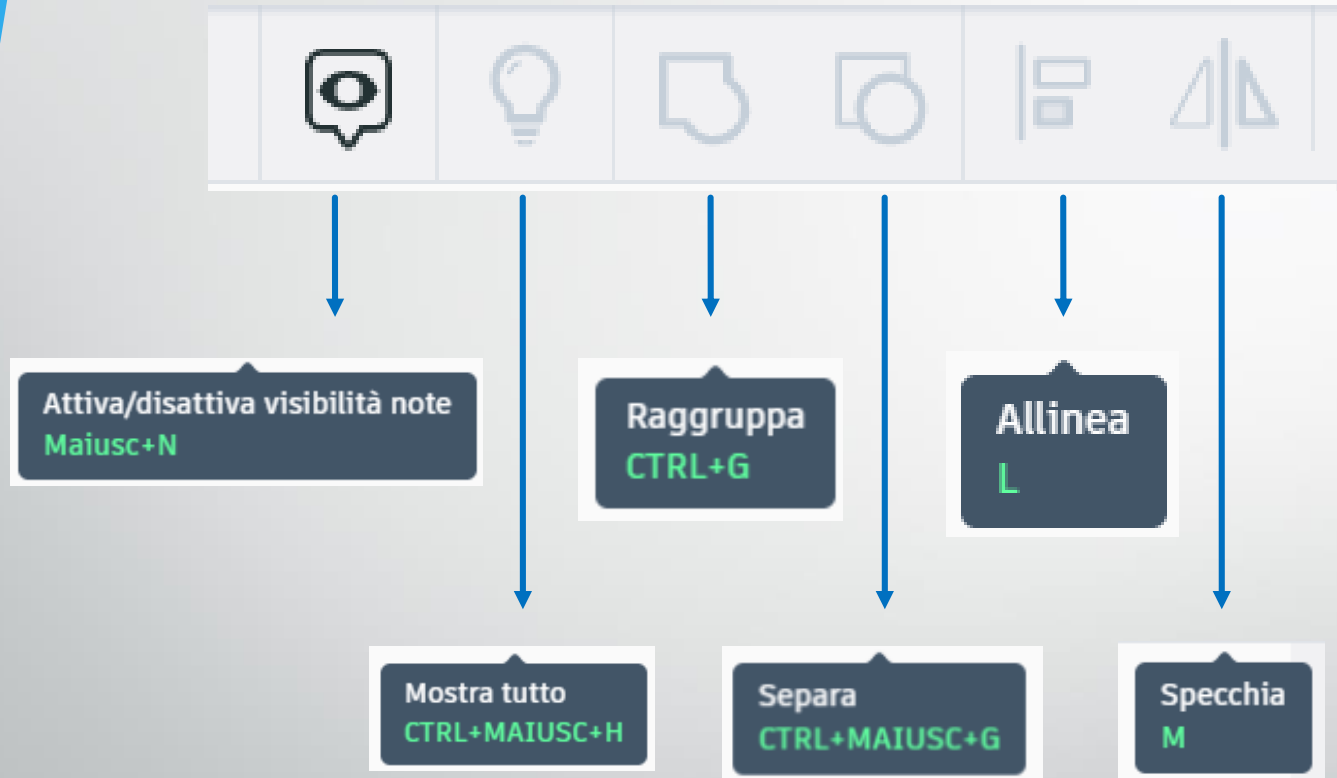 Attiva/disattiva visibilità note
Maiusc+N
Raggruppa
CTRL+G
Allinea
L
Mostra tutto
CTRL+MAIUSC+H
Separa
CTRL+MAIUSC+G
Specchia
M